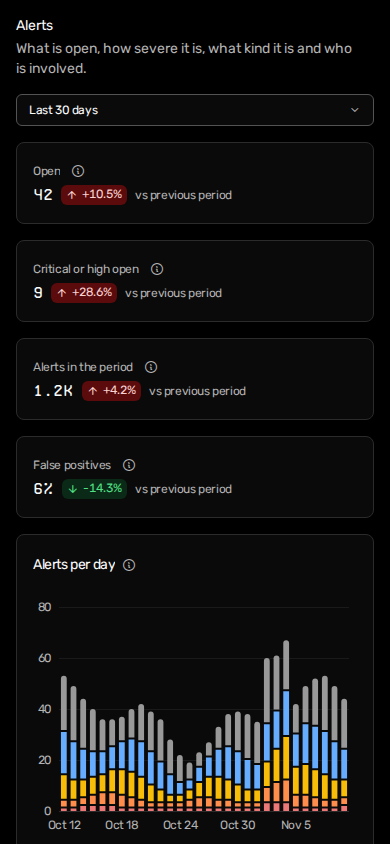 Alerts
What is open, how severe it is, what kind it is and who
is involved.
Last 30 days
Open
42 +10.5% vs previous period
Critical or high open
9 +28.6% vs previous period
Alerts in the period
1.2K +4.2% vs previous period
False positives
6% -14.3% vs previous period
Alerts per day
80
60
40
20
0
Oct 12 Oct 18 Oct 24 Oct 30 Nov 5